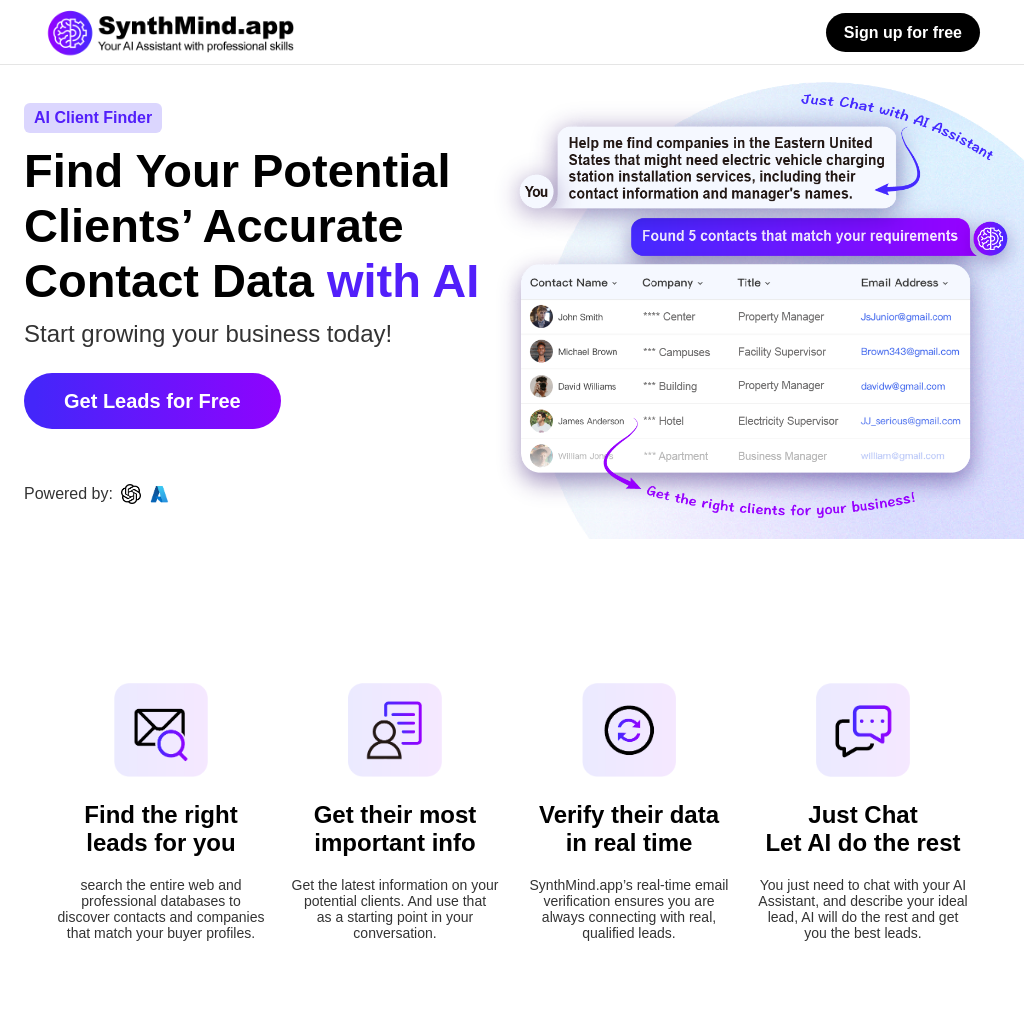 SynthMind.app
Your AI Assistant with professional skills
Sign up for free
AI Client Finder
Find Your Potential
Clients’ Accurate
Contact Data with AI
Start growing your business today!
Get Leads for Free
Powered by:
Just Chat with AI Assistant
Help me find companies in the Eastern United
States that might need electric vehicle charging
station installation services, including their
contact information and manager's names.
You
Found 5 contacts that match your requirements
Contact Name Company Title Email Address
John Smith **** Center Property Manager JsJunior@gmail.com
Michael Brown *** Campuses Facility Supervisor Brown343@gmail.com
David Williams *** Building Property Manager davidw@gmail.com
James Anderson *** Hotel Electricity Supervisor JJ_serious@gmail.com
William Jones *** Apartment Business Manager william@gmail.com
Get the right clients for your business!
Find the right
leads for you
search the entire web and
professional databases to
discover contacts and companies
that match your buyer profiles.
Get their most
important info
Get the latest information on your
potential clients. And use that
as a starting point in your
conversation.
Verify their data
in real time
SynthMind.app’s real-time email
verification ensures you are
always connecting with real,
qualified leads.
Just Chat
Let AI do the rest
You just need to chat with your AI
Assistant, and describe your ideal
lead, AI will do the rest and get
you the best leads.